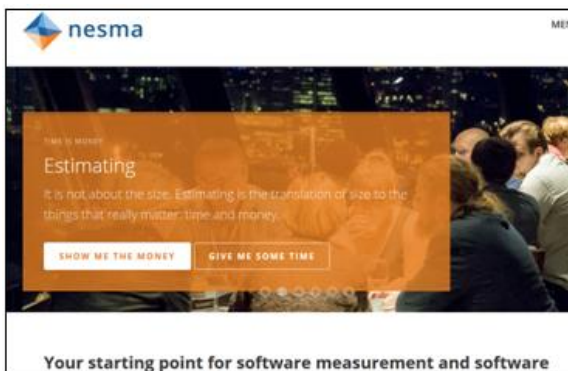 nesma
MEN
TIME IS MONEY
Estimating
It is not about the size. Estimating is the translation of size to the
things that really matter: time and money.
SHOW ME THE MONEY
GIVE ME SOME TIME
Your starting point for software measurement and software